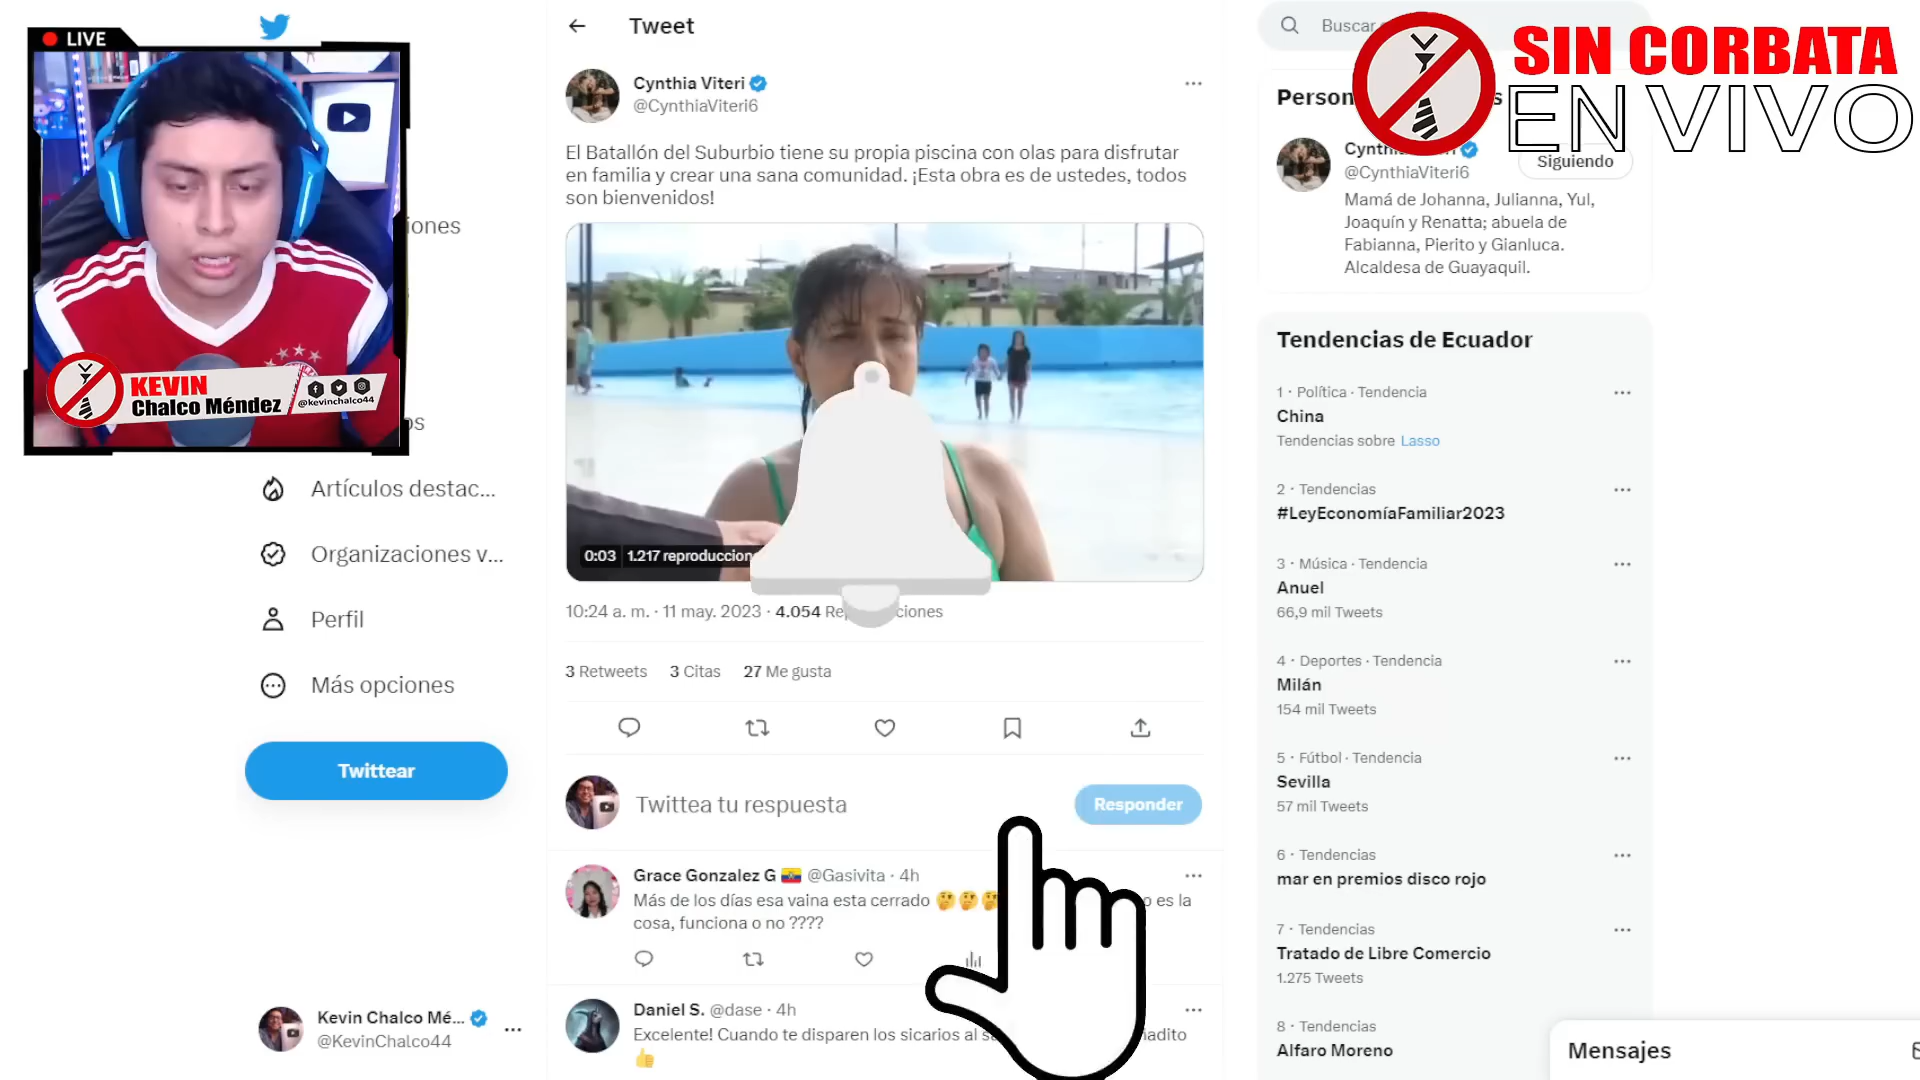 LIVE
KEVIN
Chalco Méndez
@kevinchalco44
iones
os
Artículos destac...
Organizaciones v...
Perfil
Más opciones
Twittear
Kevin Chalco Mé...
@KevinChalco44
Tweet
Cynthia Viteri
@CynthiaViteri6
El Batallón del Suburbio tiene su propia piscina con olas para disfrutar
en familia y crear una sana comunidad. ¡Esta obra es de ustedes, todos
son bienvenidos!
0:03
1.217 reproduccion
10:24 a. m. · 11 may. 2023 · 4.054 Rep ciones
3 Retweets 3 Citas 27 Me gusta
Twittea tu respuesta
Responder
Grace Gonzalez G @Gasivita · 4h
Más de los días esa vaina esta cerrado 🤔🤔🤔 o es la
cosa, funciona o no ????
Daniel S. @dase · 4h
Excelente! Cuando te disparen los sicarios al s iadito
👍
Buscar
SIN CORBATA
EN VIVO
Person s
Cynth eri
@CynthiaViteri6
Siguiendo
Mamá de Johanna, Julianna, Yul,
Joaquín y Renatta; abuela de
Fabianna, Pierito y Gianluca.
Alcaldesa de Guayaquil.
Tendencias de Ecuador
1 · Política · Tendencia
China
Tendencias sobre Lasso
2 · Tendencias
#LeyEconomíaFamiliar2023
3 · Música · Tendencia
Anuel
66,9 mil Tweets
4 · Deportes · Tendencia
Milán
154 mil Tweets
5 · Fútbol · Tendencia
Sevilla
57 mil Tweets
6 · Tendencias
mar en premios disco rojo
7 · Tendencias
Tratado de Libre Comercio
1.275 Tweets
8 · Tendencias
Alfaro Moreno
Mensajes